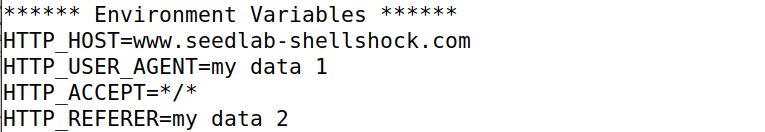 ****** Environment Variables ******
HTTP_HOST=www.seedlab-shellshock.com
HTTP_USER_AGENT=my data 1
HTTP_ACCEPT=*/*
HTTP_REFERER=my data 2